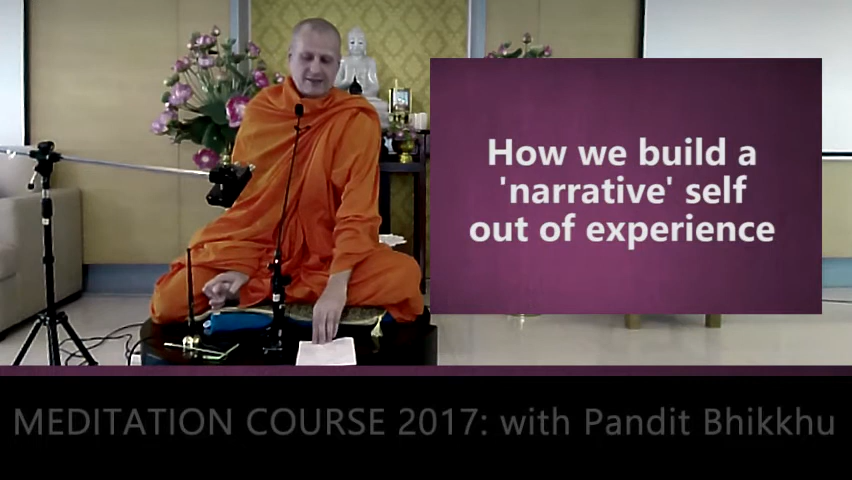 How we build a
'narrative' self
out of experience
MEDITATION COURSE 2017: with Pandit Bhikkhu